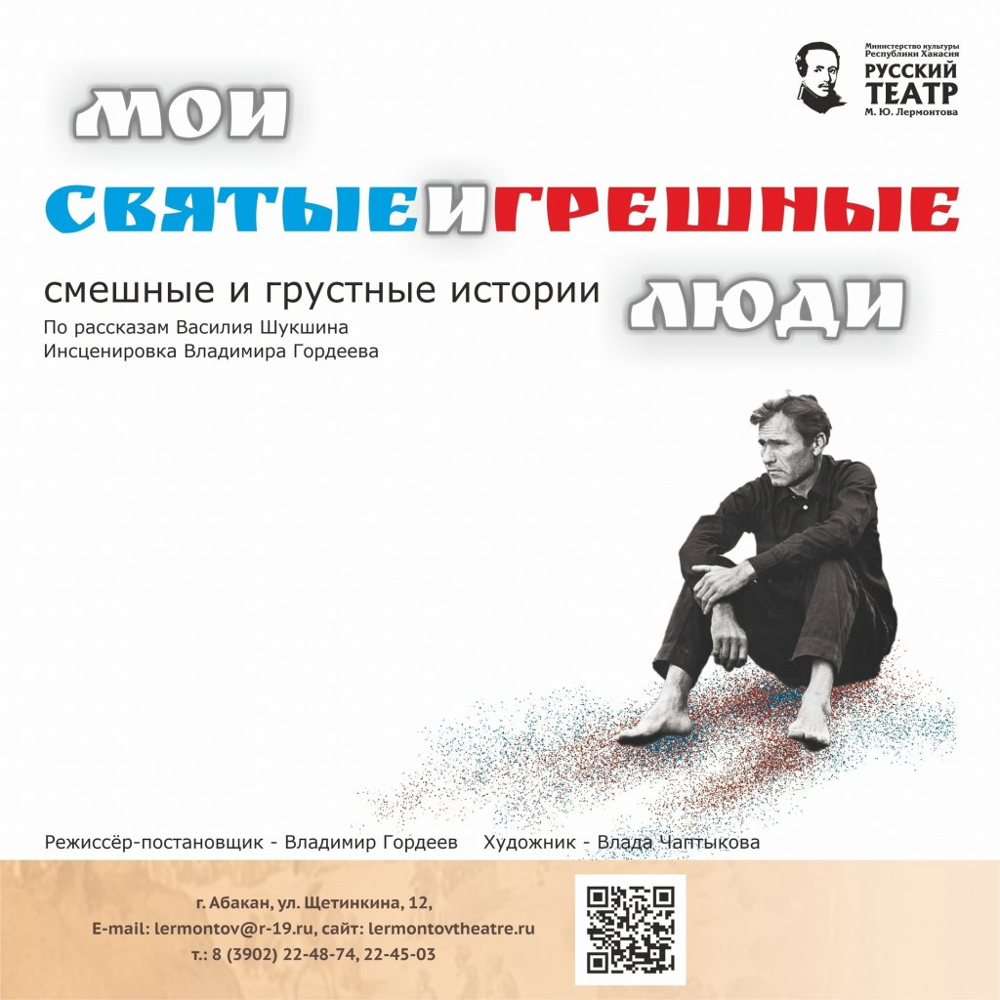 Министерство культуры
Республики Хакасия
РУССКИЙ
ТЕАТР
М. Ю. Лермонтова
МОИ
СВЯТЫЕ И ГРЕШНЫЕ
ЛЮДИ
смешные и грустные истории
По рассказам Василия Шукшина
Инсценировка Владимира Гордеева
Режиссёр-постановщик - Владимир Гордеев Художник - Влада Чаптыкова
г. Абакан, ул. Щетинкина, 12,
E-mail: lermontov@r-19.ru, сайт: lermontovtheatre.ru
т.: 8 (3902) 22-48-74, 22-45-03